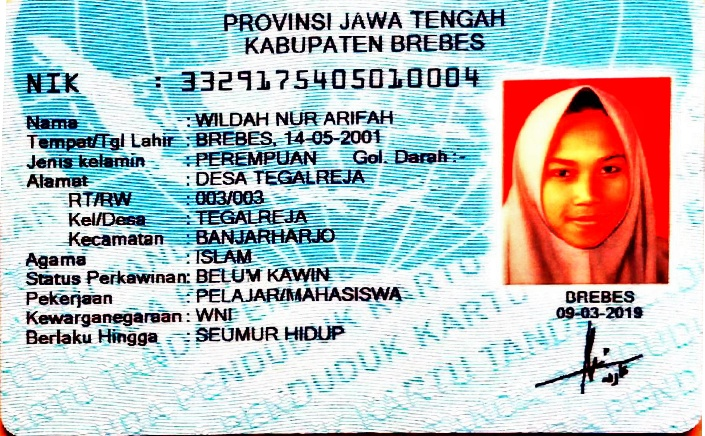 PROVINSI JAWA TENGAH
KABUPATEN BREBES
NIK : 3329175405010004
Nama : WILDAH NUR ARIFAH
Tempat/Tgl Lahir : BREBES, 14-05-2001
Jenis kelamin : PEREMPUAN Gol. Darah : -
Alamat : DESA TEGALREJA
RT/RW : 003/003
Kel/Desa : TEGALREJA
Kecamatan : BANJARHARJO
Agama : ISLAM
Status Perkawinan: BELUM KAWIN
Pekerjaan : PELAJAR/MAHASISWA
Kewarganegaraan : WNI
Berlaku Hingga : SEUMUR HIDUP
BREBES
09-03-2019